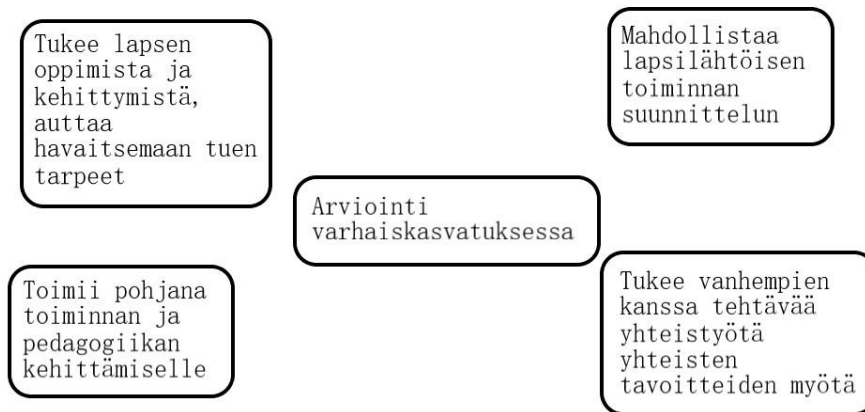 Tukee lapsen
oppimista ja
kehittymistä,
auttaa
havaitsemaan tuen
tarpeet
Mahdollistaa
lapsilähtöisen
toiminnan
suunnittelun
Arviointi
varhaiskasvatuksessa
Toimii pohjana
toiminnan ja
pedagogiikan
kehittämiselle
Tukee vanhempien
kanssa tehtävää
yhteistyötä
yhteisten
tavoitteiden myötä